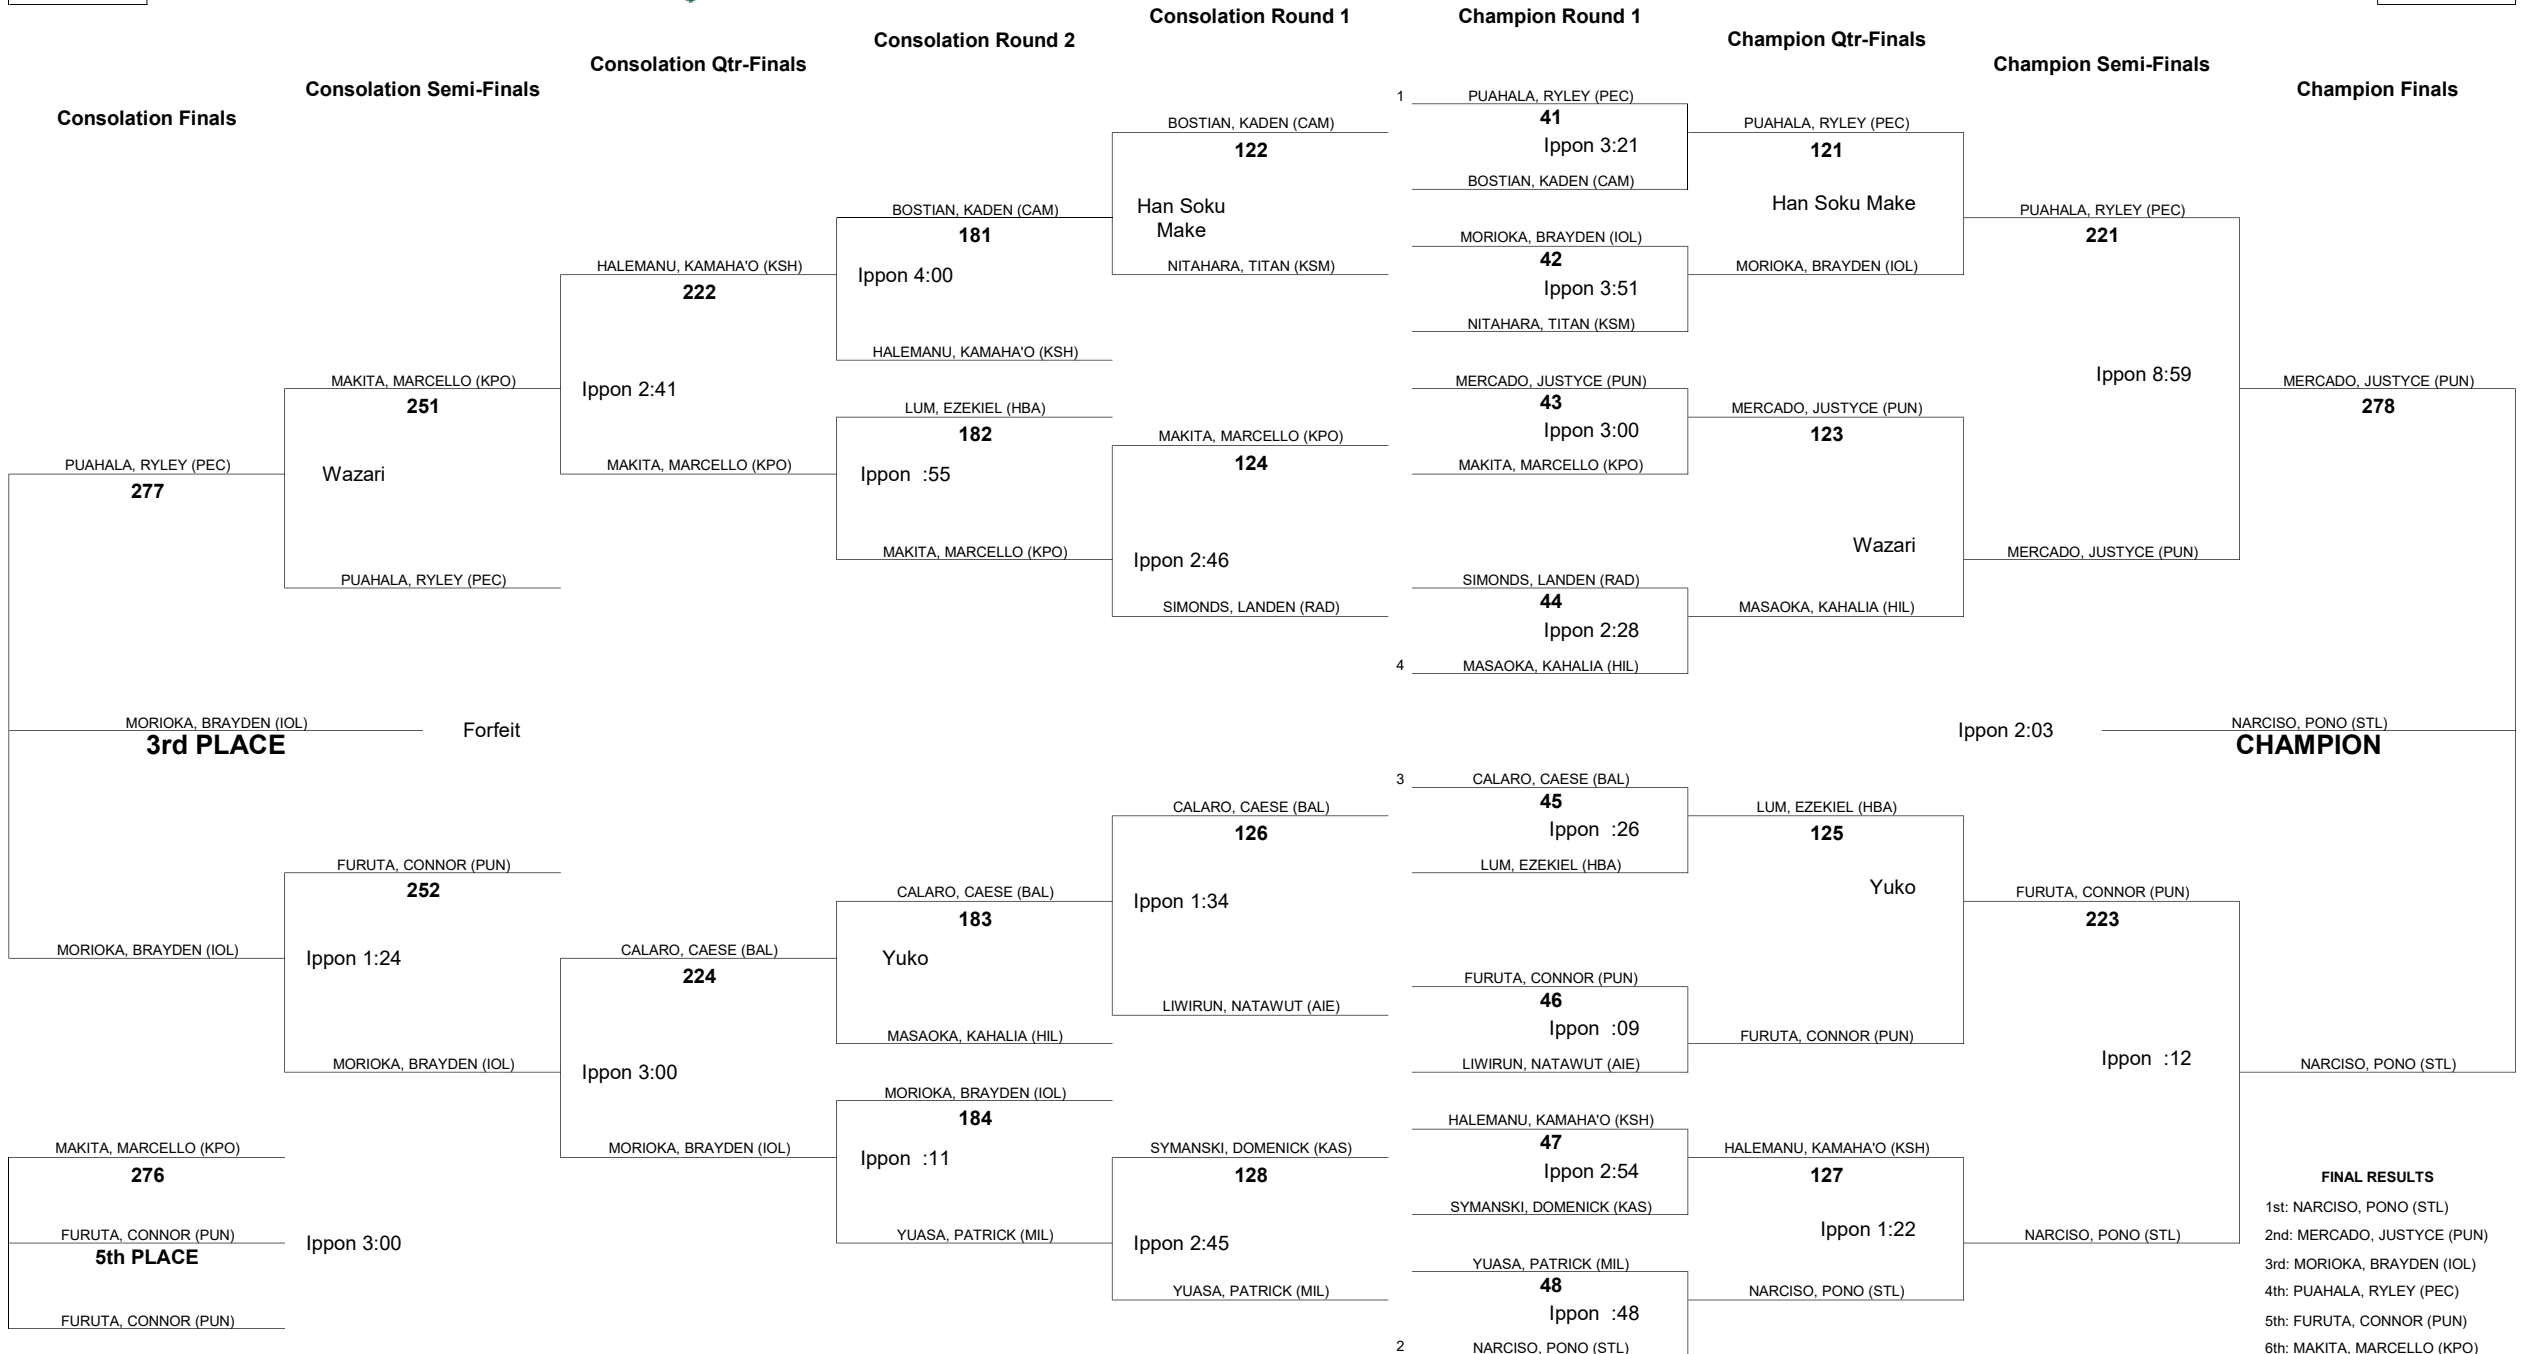 Consolation Round 1
Champion Round 1
Consolation Round 2
Champion Qtr-Finals
Consolation Qtr-Finals
Champion Semi-Finals
Consolation Semi-Finals
Champion Finals
Consolation Finals
BOSTIAN, KADEN (CAM)
122
Han Soku
Make
NITAHARA, TITAN (KSM)
1
PUAHALA, RYLEY (PEC)
41
Ippon 3:21
BOSTIAN, KADEN (CAM)
PUAHALA, RYLEY (PEC)
121
Han Soku Make
MORIOKA, BRAYDEN (IOL)
MORIOKA, BRAYDEN (IOL)
42
Ippon 3:51
NITAHARA, TITAN (KSM)
BOSTIAN, KADEN (CAM)
181
Ippon 4:00
HALEMANU, KAMAHA'O (KSH)
PUAHALA, RYLEY (PEC)
221
Ippon 8:59
MERCADO, JUSTYCE (PUN)
HALEMANU, KAMAHA'O (KSH)
222
Ippon 2:41
MAKITA, MARCELLO (KPO)
MAKITA, MARCELLO (KPO)
251
Wazari
PUAHALA, RYLEY (PEC)
LUM, EZEKIEL (HBA)
182
Ippon :55
MAKITA, MARCELLO (KPO)
MAKITA, MARCELLO (KPO)
124
Ippon 2:46
SIMONDS, LANDEN (RAD)
MERCADO, JUSTYCE (PUN)
43
Ippon 3:00
MAKITA, MARCELLO (KPO)
MERCADO, JUSTYCE (PUN)
123
Wazari
MASAOKA, KAHALIA (HIL)
SIMONDS, LANDEN (RAD)
44
Ippon 2:28
4
MASAOKA, KAHALIA (HIL)
MERCADO, JUSTYCE (PUN)
278
PUAHALA, RYLEY (PEC)
277
MORIOKA, BRAYDEN (IOL)
3rd PLACE
Forfeit
Ippon 2:03
NARCISO, PONO (STL)
CHAMPION
3
CALARO, CAESE (BAL)
45
Ippon :26
LUM, EZEKIEL (HBA)
CALARO, CAESE (BAL)
126
Ippon 1:34
LIWIRUN, NATAWUT (AIE)
LUM, EZEKIEL (HBA)
125
Yuko
FURUTA, CONNOR (PUN)
FURUTA, CONNOR (PUN)
46
Ippon :09
LIWIRUN, NATAWUT (AIE)
FURUTA, CONNOR (PUN)
252
Ippon 1:24
MORIOKA, BRAYDEN (IOL)
CALARO, CAESE (BAL)
183
Yuko
MASAOKA, KAHALIA (HIL)
FURUTA, CONNOR (PUN)
223
Ippon :12
NARCISO, PONO (STL)
MORIOKA, BRAYDEN (IOL)
CALARO, CAESE (BAL)
224
Ippon 3:00
MORIOKA, BRAYDEN (IOL)
NARCISO, PONO (STL)
MORIOKA, BRAYDEN (IOL)
184
Ippon :11
YUASA, PATRICK (MIL)
SYMANSKI, DOMENICK (KAS)
128
Ippon 2:45
YUASA, PATRICK (MIL)
HALEMANU, KAMAHA'O (KSH)
47
Ippon 2:54
SYMANSKI, DOMENICK (KAS)
HALEMANU, KAMAHA'O (KSH)
127
Ippon 1:22
NARCISO, PONO (STL)
YUASA, PATRICK (MIL)
48
Ippon :48
2
NARCISO, PONO (STL)
MAKITA, MARCELLO (KPO)
276
FURUTA, CONNOR (PUN)
5th PLACE
Ippon 3:00
FURUTA, CONNOR (PUN)
FINAL RESULTS
1st: NARCISO, PONO (STL)
2nd: MERCADO, JUSTYCE (PUN)
3rd: MORIOKA, BRAYDEN (IOL)
4th: PUAHALA, RYLEY (PEC)
5th: FURUTA, CONNOR (PUN)
6th: MAKITA, MARCELLO (KPO)